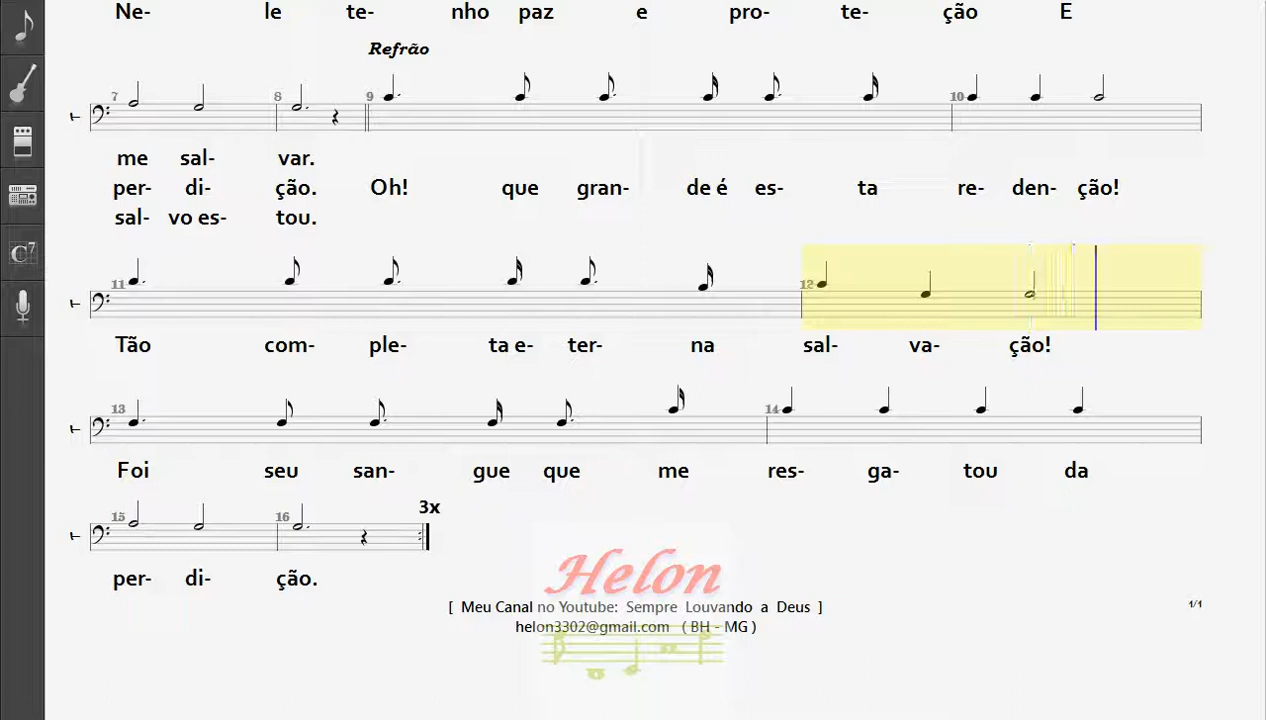 Ne- le te- nho paz e pro- te- ção E
Refrão
7 8 9 10
T
me sal- var.
per- di- ção. Oh! que gran- de é es- ta re- den- ção!
sal- vo es- tou.
11 12
T
Tão com- ple- ta e- ter- na sal- va- ção!
13 14
T
Foi seu san- gue que me res- ga- tou da
3x
15 16
T
per- di- ção.
Helon
[ Meu Canal no Youtube: Sempre Louvando a Deus ]
1/1
helon3302@gmail.com ( BH - MG )
C7